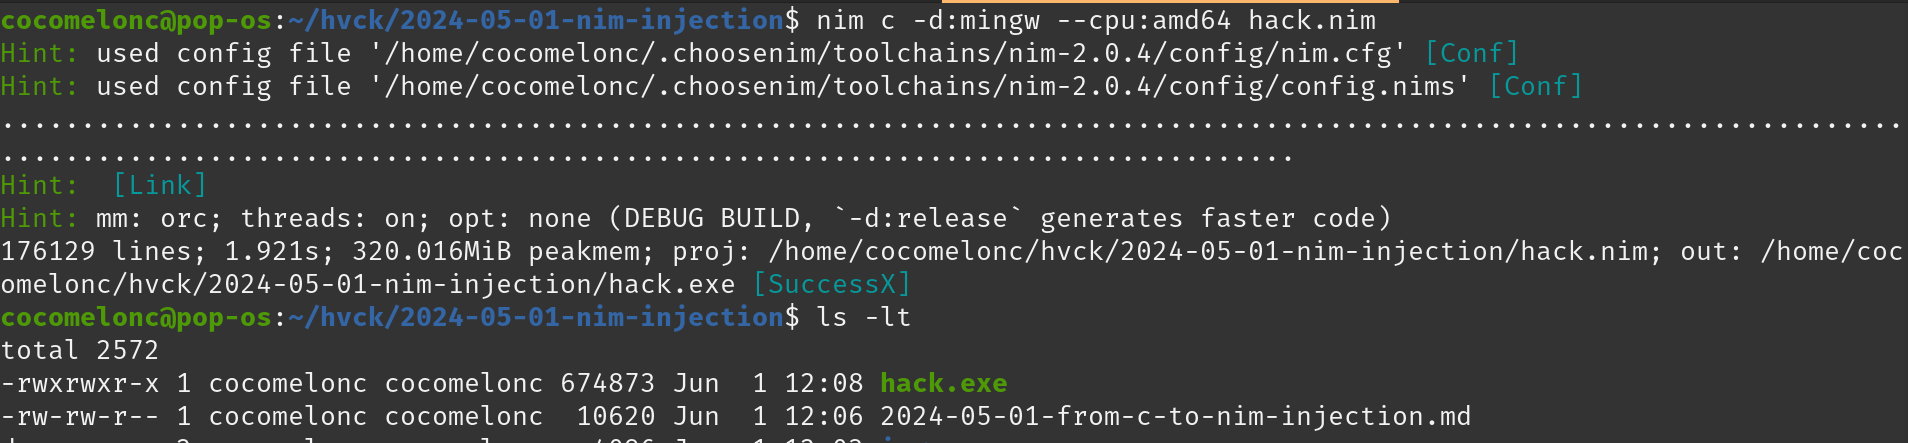 cocomelonc@pop-os:~/hvck/2024-05-01-nim-injection$ nim c -d:mingw --cpu:amd64 hack.nim
Hint: used config file '/home/cocomelonc/.choosenim/toolchains/nim-2.0.4/config/nim.cfg' [Conf]
Hint: used config file '/home/cocomelonc/.choosenim/toolchains/nim-2.0.4/config/config.nims' [Conf]
.......................................................................................................................
.................................................................................
Hint:  [Link]
Hint: mm: orc; threads: on; opt: none (DEBUG BUILD, `-d:release` generates faster code)
176129 lines; 1.921s; 320.016MiB peakmem; proj: /home/cocomelonc/hvck/2024-05-01-nim-injection/hack.nim; out: /home/coc
omelonc/hvck/2024-05-01-nim-injection/hack.exe [SuccessX]
cocomelonc@pop-os:~/hvck/2024-05-01-nim-injection$ ls -lt
total 2572
-rwxrwxr-x 1 cocomelonc cocomelonc 674873 Jun  1 12:08 hack.exe
-rw-rw-r-- 1 cocomelonc cocomelonc  10620 Jun  1 12:06 2024-05-01-from-c-to-nim-injection.md